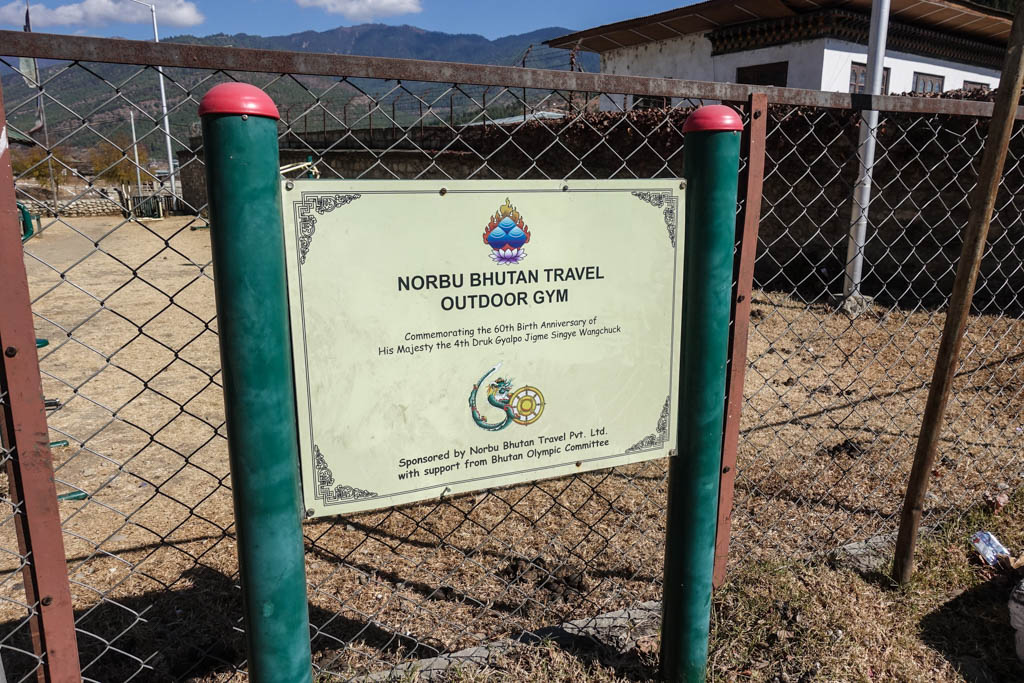 NORBU BHUTAN TRAVEL
OUTDOOR GYM
Commemorating the 60th Birth Anniversary of
His Majesty the 4th Druk Gyalpo Jigme Singye Wangchuck
60
Sponsored by Norbu Bhutan Travel Pvt. Ltd.
with support from Bhutan Olympic Committee